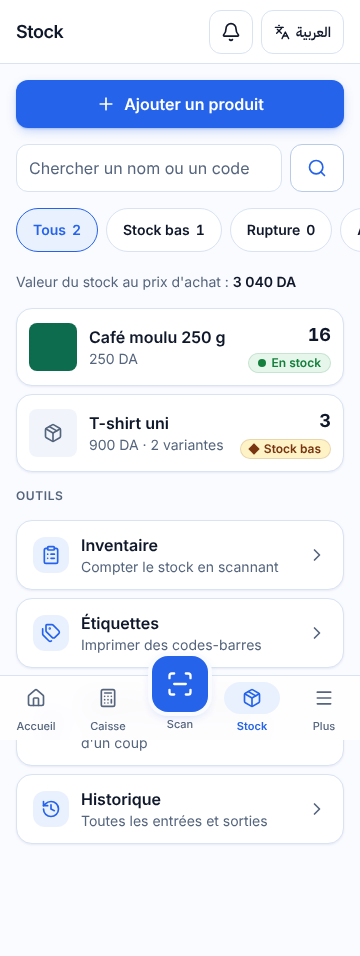 Stock
العربية
Ajouter un produit
Chercher un nom ou un code
Tous 2
Stock bas 1
Rupture 0
Valeur du stock au prix d'achat : 3 040 DA
Café moulu 250 g
16
250 DA
En stock
T-shirt uni
3
900 DA · 2 variantes
Stock bas
OUTILS
Inventaire
Compter le stock en scannant
Étiquettes
Imprimer des codes-barres
Accueil
Caisse
Scan
Stock
Plus
d'un coup
Historique
Toutes les entrées et sorties